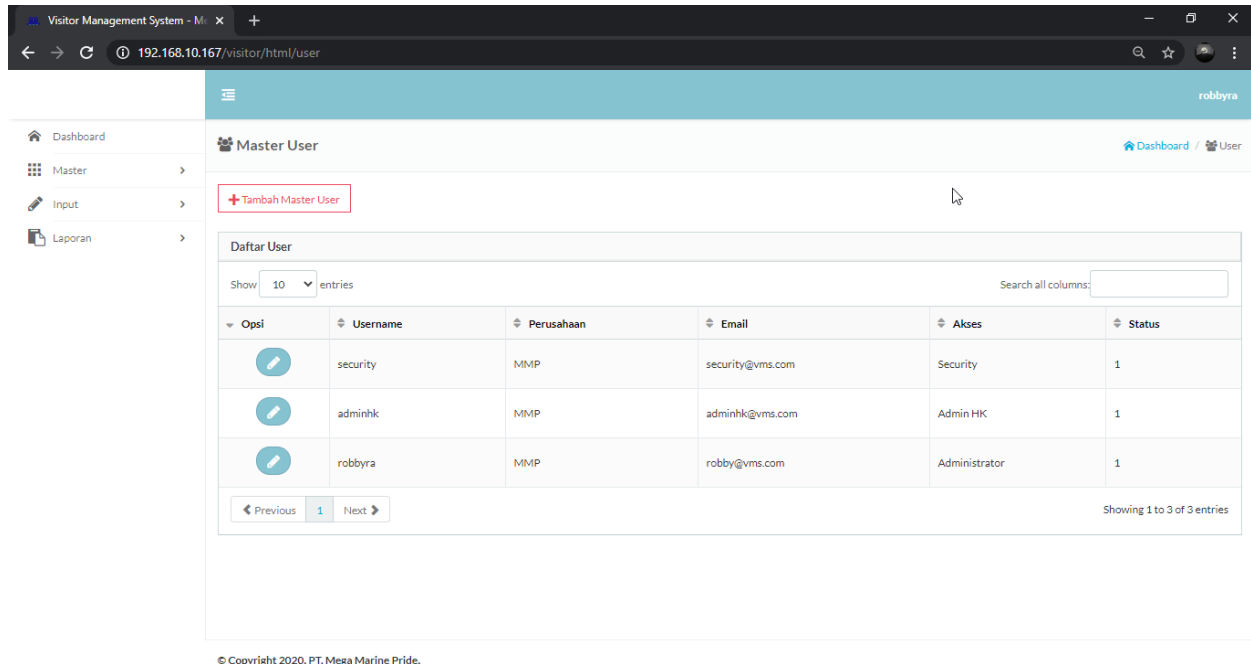 Visitor Management System - M
192.168.10.167/visitor/html/user
robbyra
Dashboard
Master
Input
Laporan
Master User
Dashboard / User
Tambah Master User
Daftar User
Show 10 entries
Search all columns:
Opsi Username Perusahaan Email Akses Status
security MMP security@vms.com Security 1
adminhk MMP adminhk@vms.com Admin HK 1
robbyra MMP robby@vms.com Administrator 1
Previous 1 Next
Showing 1 to 3 of 3 entries
© Copyright 2020. PT. Mega Marine Pride.